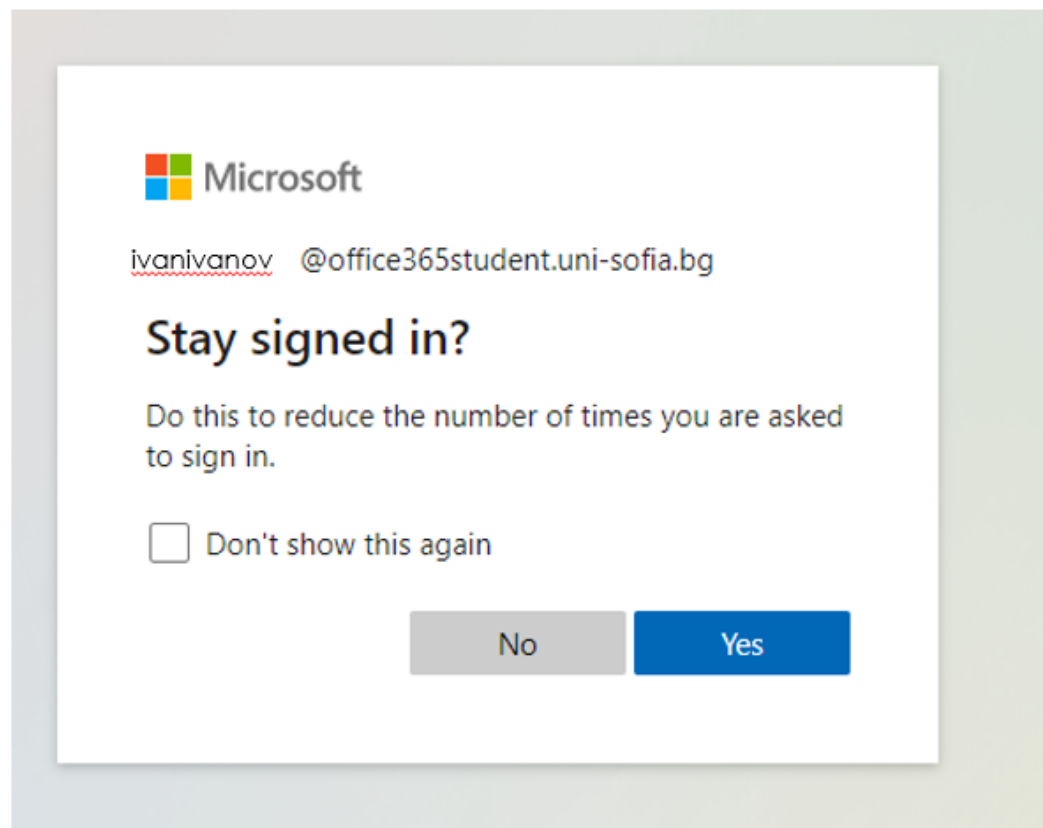 Microsoft
ivanivanov @office365student.uni-sofia.bg
Stay signed in?
Do this to reduce the number of times you are asked
to sign in.
Don't show this again
No Yes